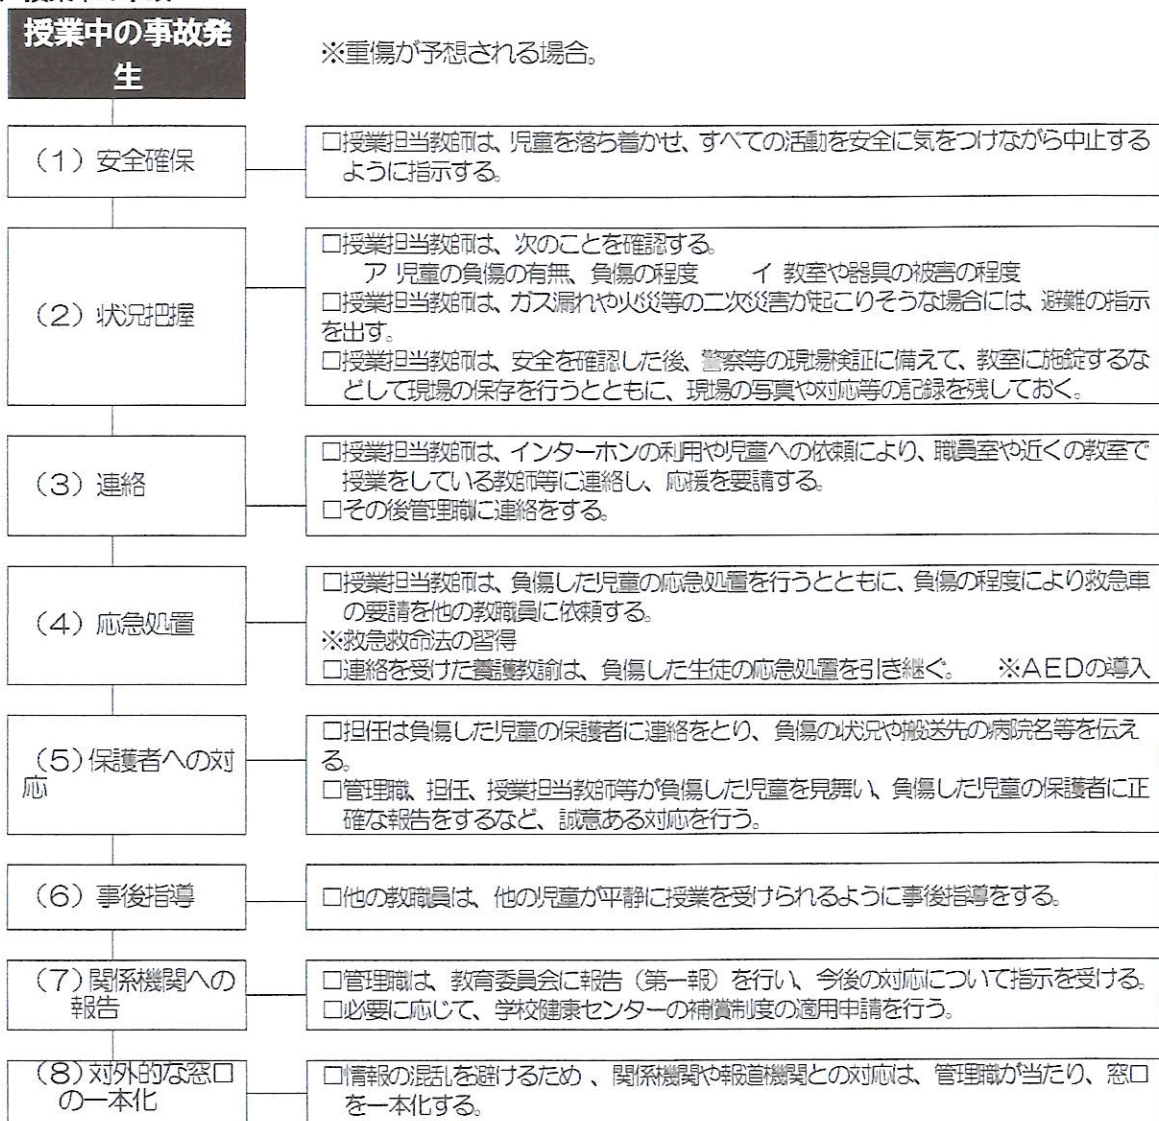 授業中の事故発
生
※重傷が予想される場合。
(1)安全確保
□授業担当教師は、児童を落ち着かせ、すべての活動を安全に気をつけながら中止する
ように指示する。
(2)状況把握
□授業担当教師は、次のことを確認する。
ア 児童の負傷の有無、負傷の程度 イ 教室や器具の被害の程度
□授業担当教師は、ガス漏れや火災等の二次災害が起こりそうな場合には、避難の指示
を出す。
□授業担当教師は、安全を確認した後、警察等の現場検証に備えて、教室に施錠するな
どして現場の保存を行うとともに、現場の写真や対応等の記録を残しておく。
(3)連絡
□授業担当教師は、インターホンの利用や児童への依頼により、職員室や近くの教室で
授業をしている教師等に連絡し、応援を要請する。
□その後管理職に連絡をする。
(4)応急処置
□授業担当教師は、負傷した児童の応急処置を行うとともに、負傷の程度により救急車
の要請を他の教職員に依頼する。
※救急救命法の習得
□連絡を受けた養護教諭は、負傷した生徒の応急処置を引き継ぐ。 ※AEDの導入
(5)保護者への対
応
□担任は負傷した児童の保護者に連絡をとり、負傷の状況や搬送先の病院名等を伝え
る。
□管理職、担任、授業担当教師等が負傷した児童を見舞い、負傷した児童の保護者に正
確な報告をするなど、誠意ある対応を行う。
(6)事後指導
□他の教職員は、他の児童が平静に授業を受けられるように事後指導をする。
(7)関係機関への
報告
□管理職は、教育委員会に報告(第一報)を行い、今後の対応について指示を受ける。
□必要に応じて、学校健康センターの補償制度の適用申請を行う。
(8)対外的な窓口
の一本化
□情報の混乱を避けるため 、関係機関や報道機関との対応は、管理職が当たり、窓口
を一本化する。